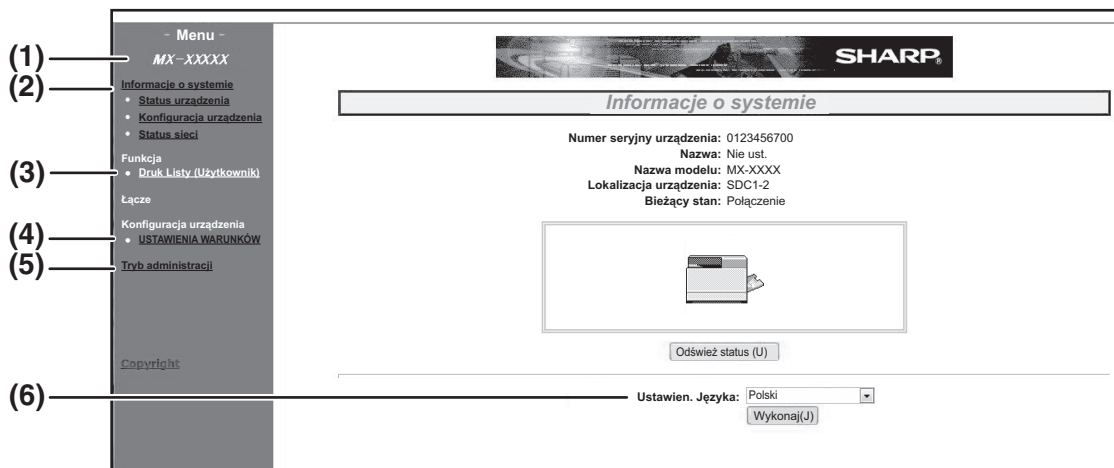 - Menu -
MX-XXXXX
Informacje o systemie
• Status urządzenia
• Konfiguracja urządzenia
• Status sieci
Funkcja
• Druk Listy (Użytkownik)
Łącze
Konfiguracja urządzenia
• USTAWIENIA WARUNKÓW
Tryb administracji
Copyright
(1)
(2)
(3)
(4)
(5)
(6)
SHARP®
Informacje o systemie
Numer seryjny urządzenia: 0123456700
Nazwa: Nie ust.
Nazwa modelu: MX-XXXX
Lokalizacja urządzenia: SDC1-2
Bieżący stan: Połączenie
Odśwież status (U)
Ustawien. Języka: Polski
Wykonaj(J)